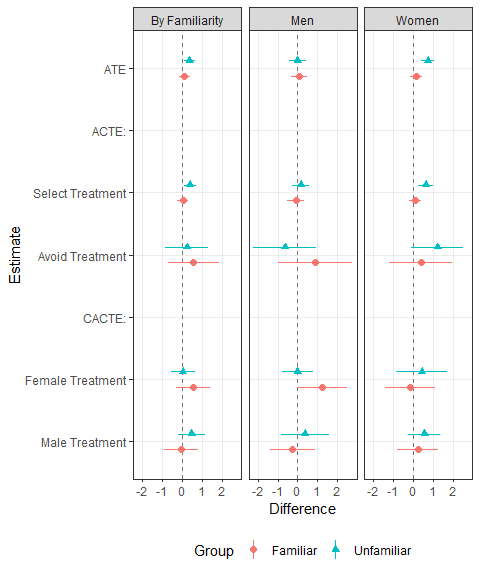 By Familiarity Men Women
ATE
ACTE:
Select Treatment
Avoid Treatment
CACTE:
Female Treatment
Male Treatment
Estimate
-2 -1 0 1 2 -2 -1 0 1 2 -2 -1 0 1 2
Difference
Group Familiar Unfamiliar